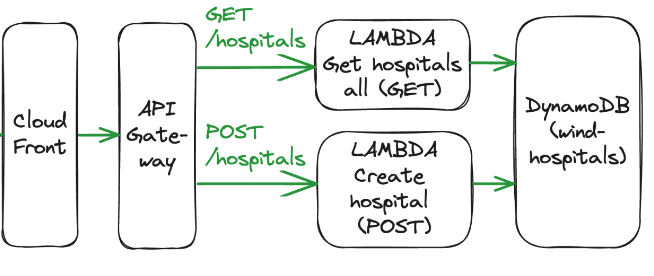 Cloud
Front
API
Gate-
way
GET
/hospitals
POST
/hospitals
LAMBDA
Get hospitals
all (GET)
LAMBDA
Create
hospital
(POST)
DynamoDB
(wind-
hospitals)